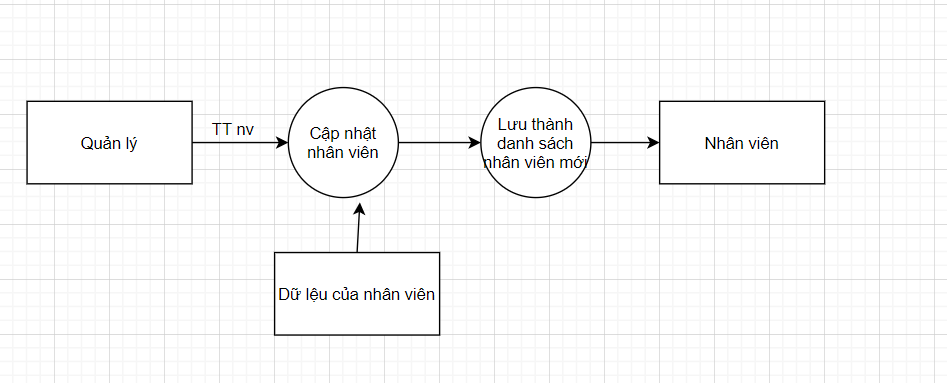 Quản lý
TT nv
Cập nhật
nhân viên
Lưu thành
danh sách
nhân viên mới
Nhân viên
Dữ lệu của nhân viên